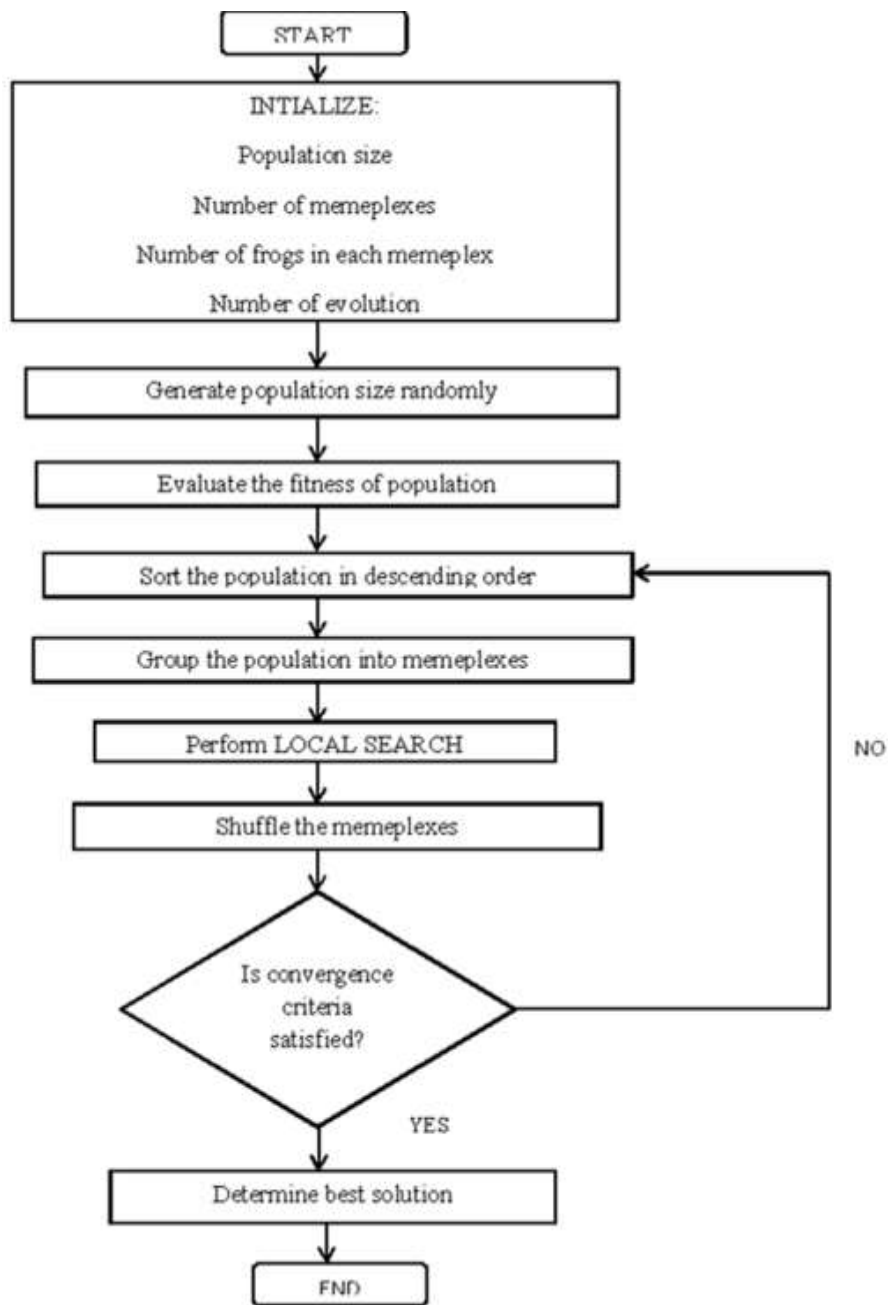 START
INTIALIZE:
Population size
Number of memeplexes
Number of frogs in each memeplex
Number of evolution
Generate population size randomly
Evaluate the fitness of population
Sort the population in descending order
Group the population into memeplexes
Perform LOCAL SEARCH
NO
Shuffle the memeplexes
Is convergence
criteria
satisfied?
YES
Determine best solution
END